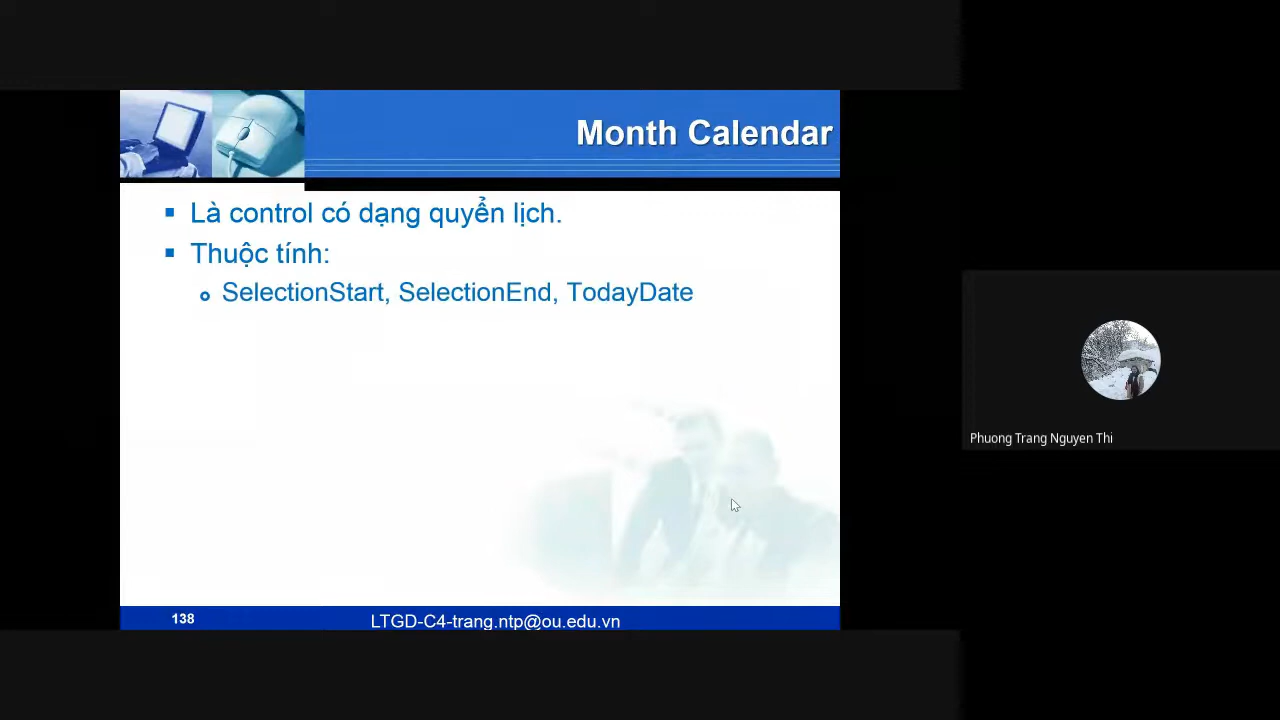 Month Calendar
Là control có dạng quyển lịch.
Thuộc tính:
SelectionStart, SelectionEnd, TodayDate
Phuong Trang Nguyen Thi
138
LTGD-C4-trang.ntp@ou.edu.vn